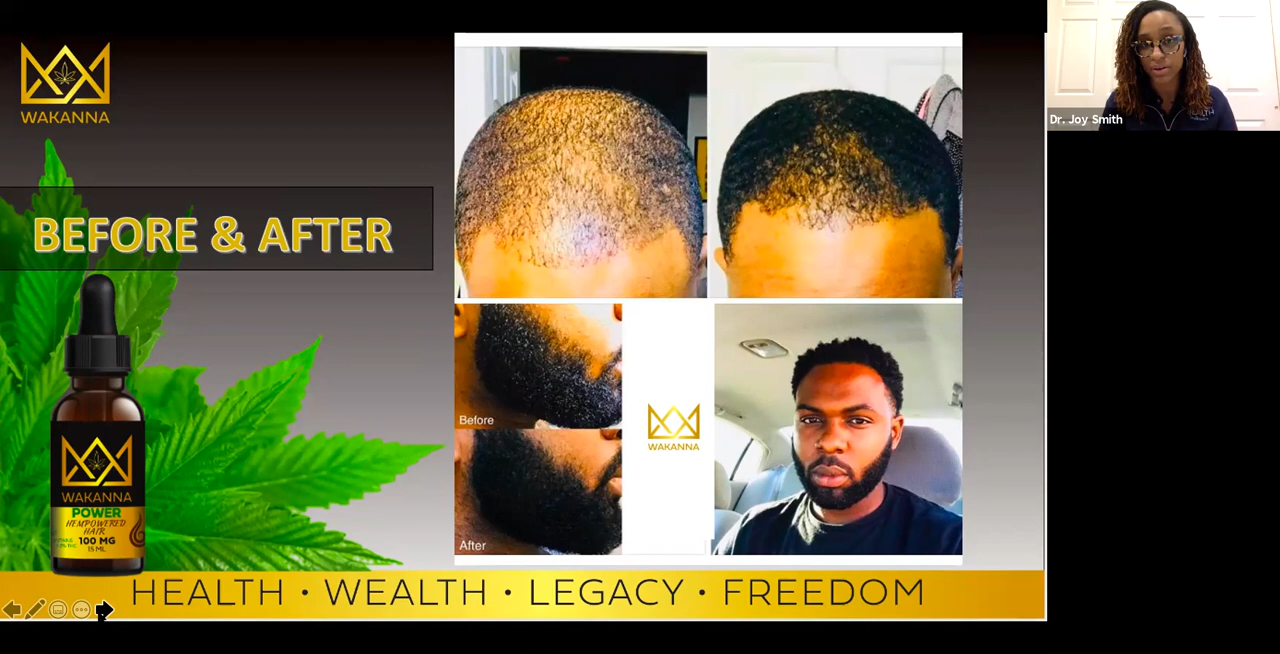 WAKANNA
BEFORE & AFTER
WAKANNA
POWER
HEMPOWERED
HAIR
100 MG
15 ML
Before
After
WAKANNA
HEALTH • WEALTH • LEGACY • FREEDOM
Dr. Joy Smith
HEALTH